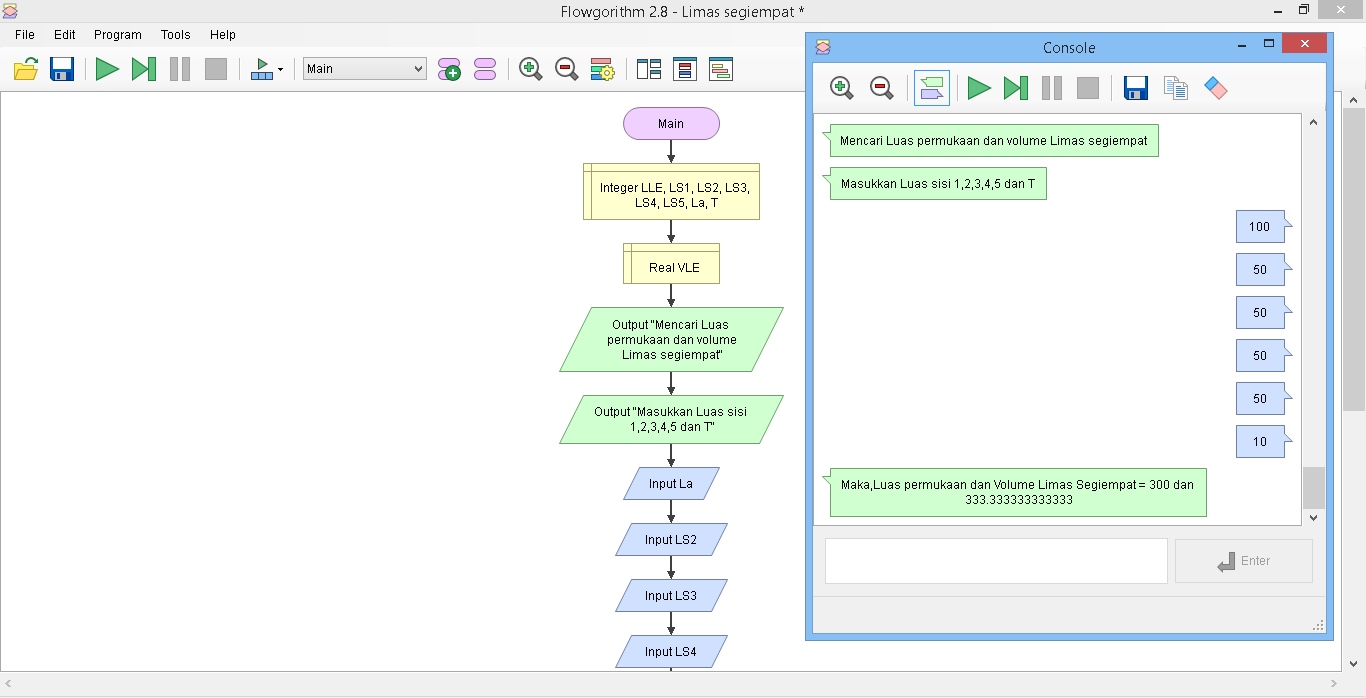 Flowgorithm 2.8 - Limas segiempat *
File Edit Program Tools Help
Main
Main
Integer LLE, LS1, LS2, LS3,
LS4, LS5, La, T
Real VLE
Output "Mencari Luas
permukaan dan volume
Limas segiempat"
Output "Masukkan Luas sisi
1,2,3,4,5 dan T"
Input La
Input LS2
Input LS3
Input LS4
Console
Mencari Luas permukaan dan volume Limas segiempat
Masukkan Luas sisi 1,2,3,4,5 dan T
100
50
50
50
50
10
Maka,Luas permukaan dan Volume Limas Segiempat = 300 dan
333.333333333333
Enter